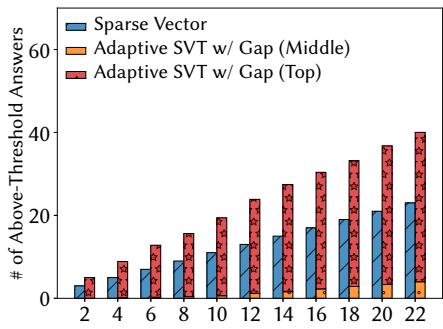 # of Above-Threshold Answers
60
40
20
0
Sparse Vector
Adaptive SVT w/ Gap (Middle)
Adaptive SVT w/ Gap (Top)
2 4 6 8 10 12 14 16 18 20 22